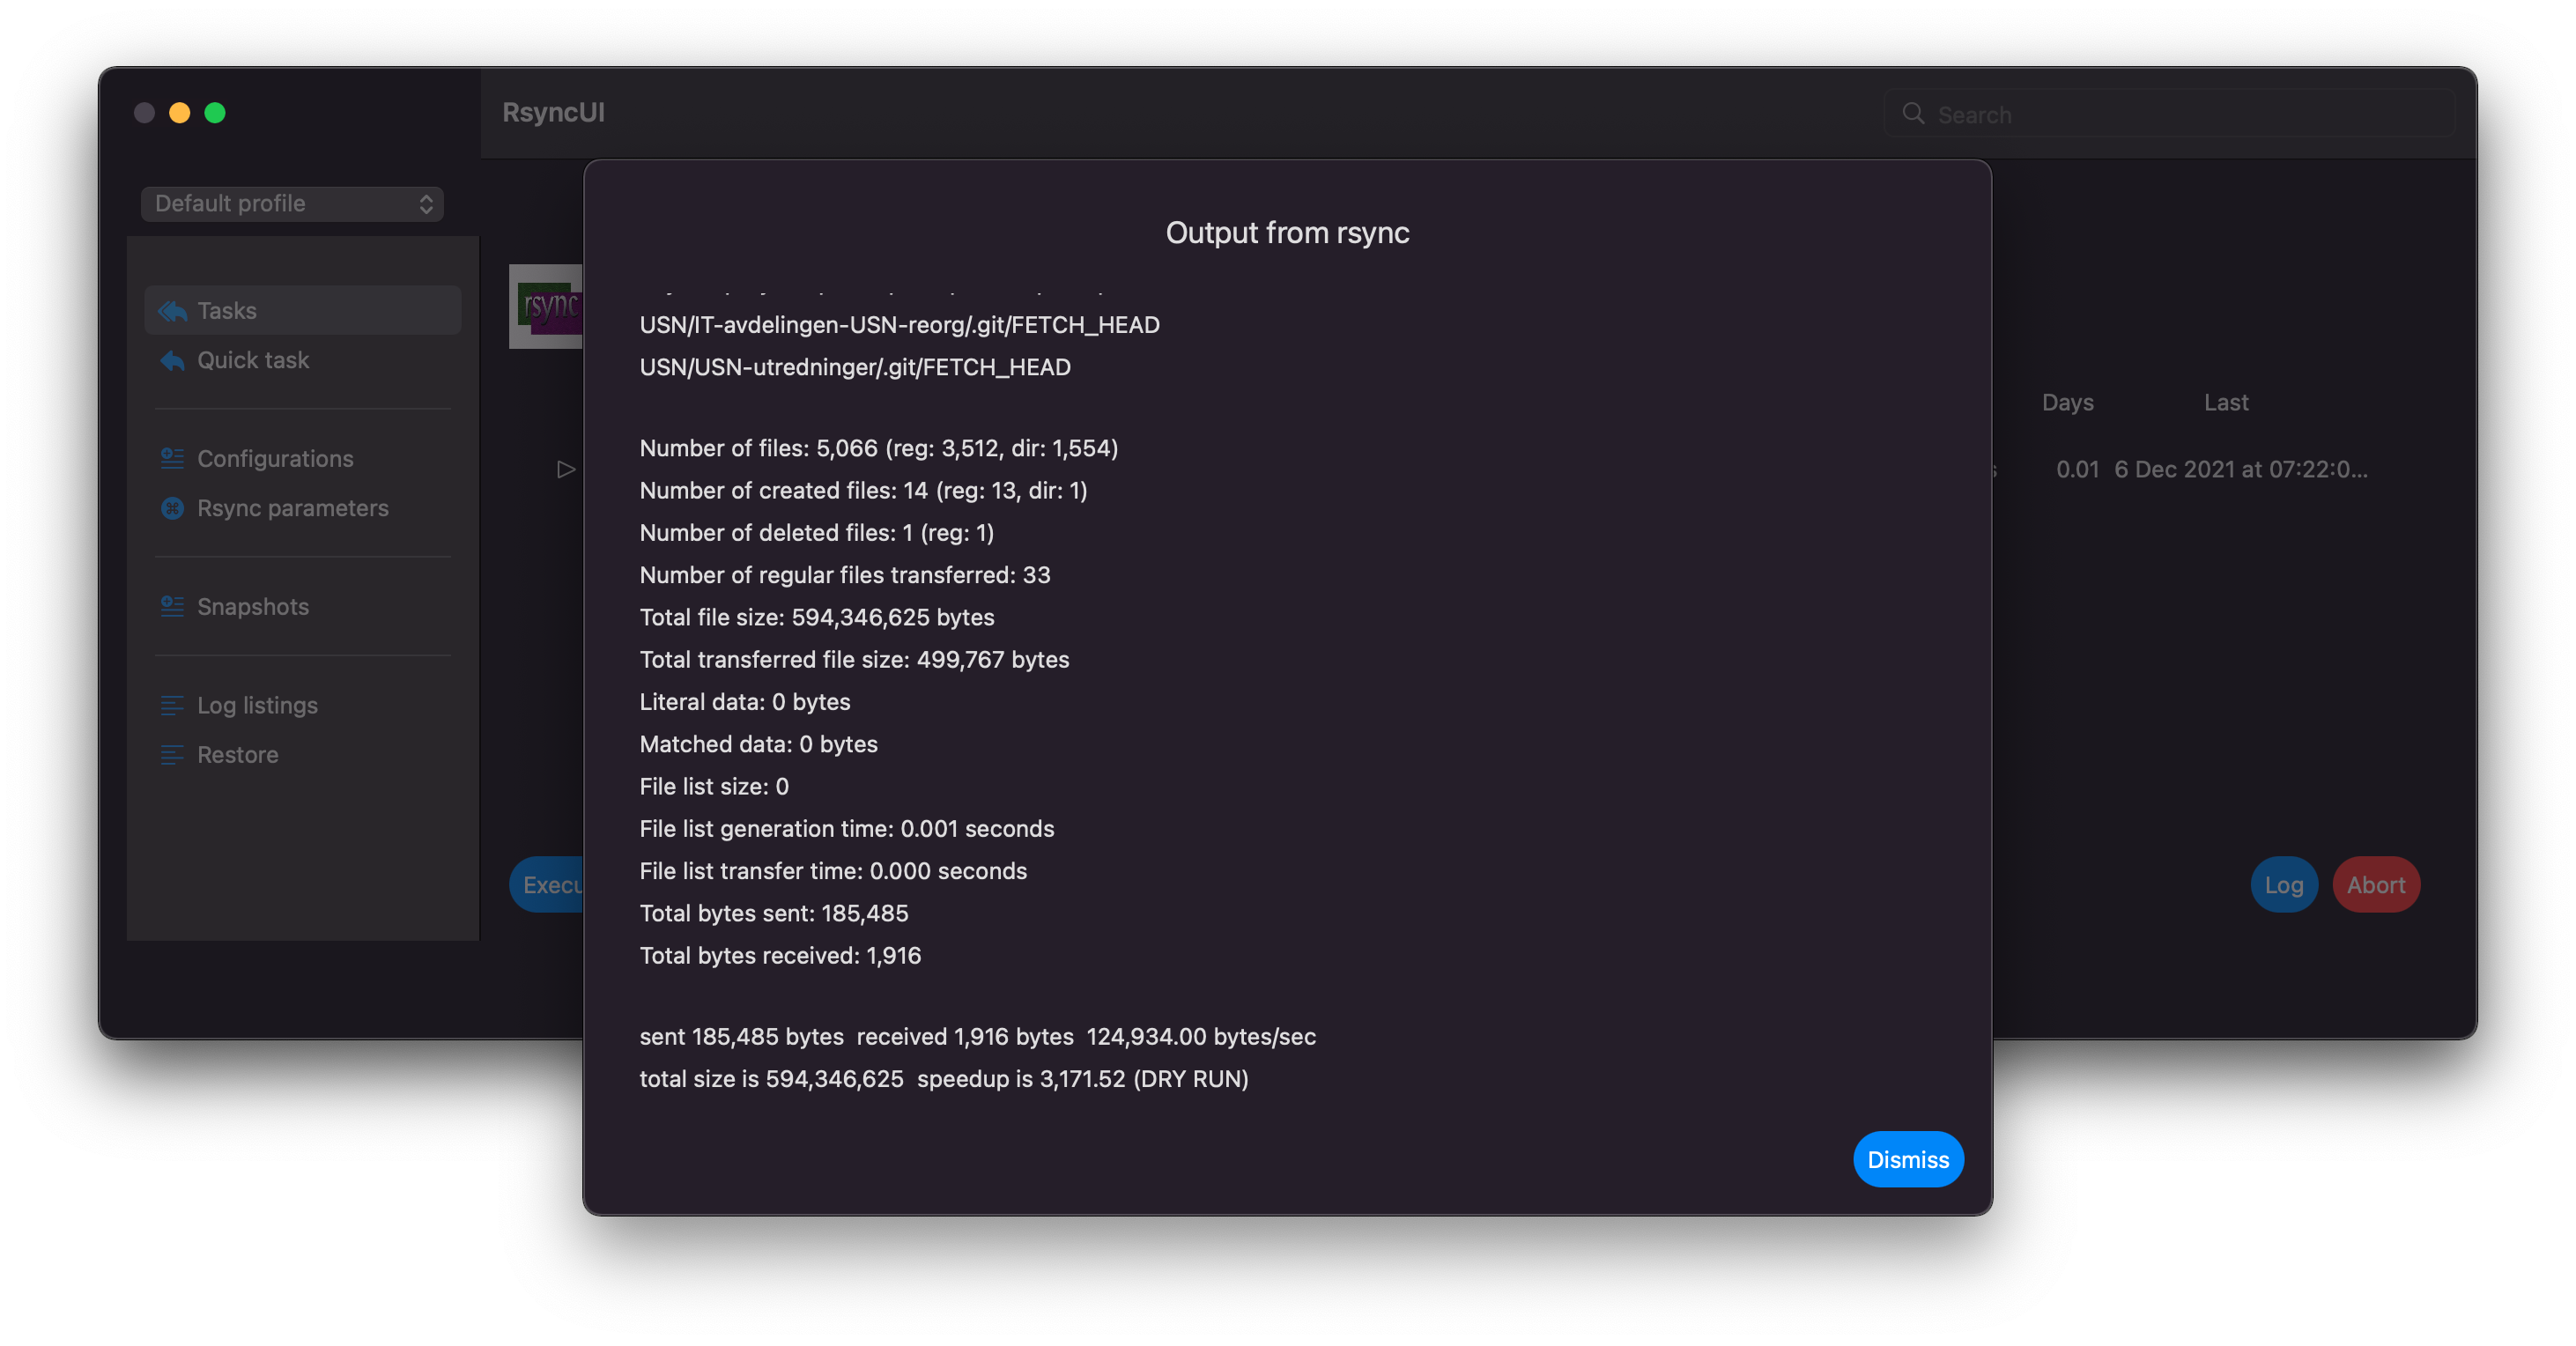 RsyncUI
Search
Default profile
Tasks
Quick task
Configurations
Rsync parameters
Snapshots
Log listings
Restore
rsync
Days
Last
0.01 6 Dec 2021 at 07:22:0...
Log
Abort
Output from rsync
USN/IT-avdelingen-USN-reorg/.git/FETCH_HEAD
USN/USN-utredninger/.git/FETCH_HEAD
Number of files: 5,066 (reg: 3,512, dir: 1,554)
Number of created files: 14 (reg: 13, dir: 1)
Number of deleted files: 1 (reg: 1)
Number of regular files transferred: 33
Total file size: 594,346,625 bytes
Total transferred file size: 499,767 bytes
Literal data: 0 bytes
Matched data: 0 bytes
File list size: 0
File list generation time: 0.001 seconds
File list transfer time: 0.000 seconds
Total bytes sent: 185,485
Total bytes received: 1,916
sent 185,485 bytes  received 1,916 bytes  124,934.00 bytes/sec
total size is 594,346,625  speedup is 3,171.52 (DRY RUN)
Dismiss